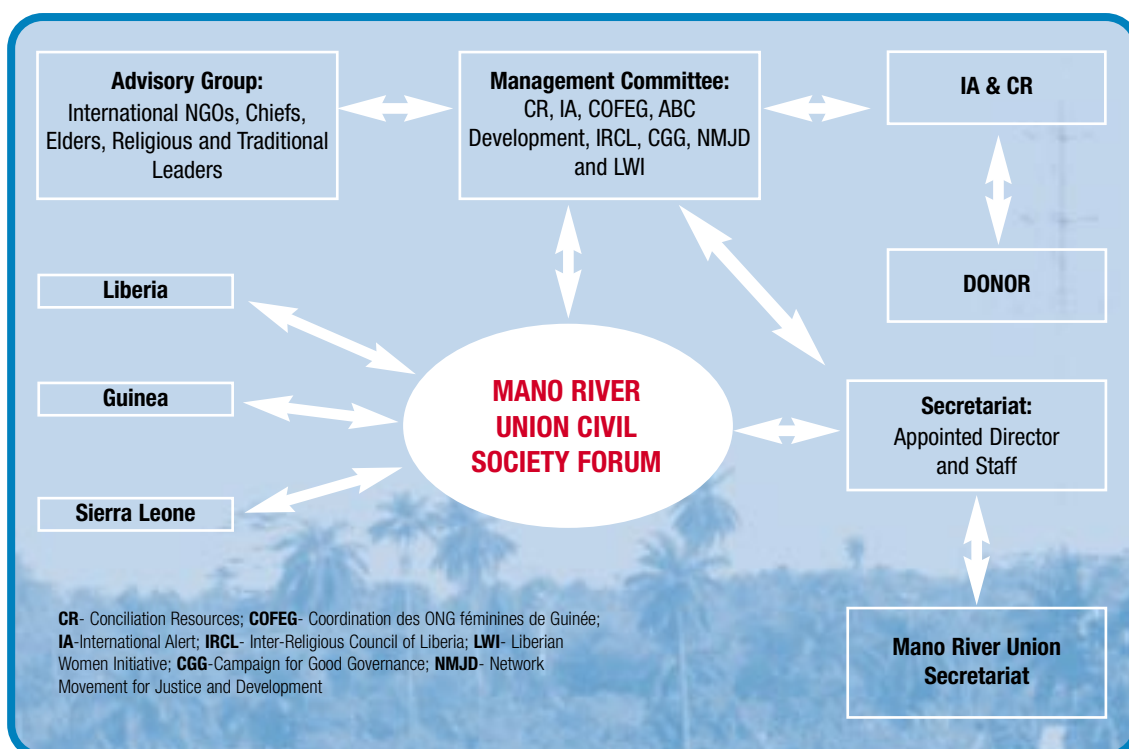 Advisory Group:
International NGOs, Chiefs,
Elders, Religious and Traditional
Leaders
Management Committee:
CR, IA, COFEG, ABC
Development, IRCL, CGG, NMJD
and LWI
IA & CR
DONOR
Liberia
Guinea
Sierra Leone
MANO RIVER
UNION CIVIL
SOCIETY FORUM
Secretariat:
Appointed Director
and Staff
Mano River Union
Secretariat
CR- Conciliation Resources; COFEG- Coordination des ONG féminines de Guinée;
IA-International Alert; IRCL- Inter-Religious Council of Liberia; LWI- Liberian
Women Initiative; CGG-Campaign for Good Governance; NMJD- Network
Movement for Justice and Development